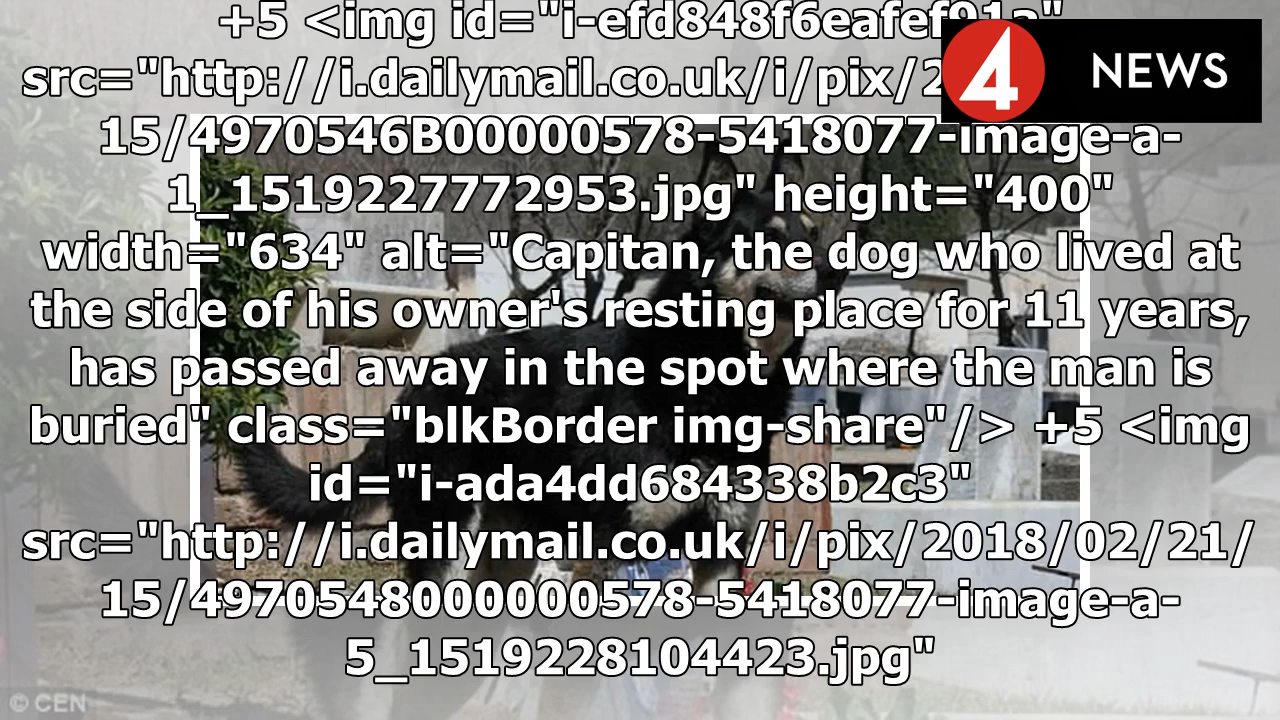 +5 <img id="i-efd848f6eafef91a"
src="http://i.dailymail.co.uk/i/pix/2
4 NEWS
15/4970546B00000578-5418077-image-a-
1_1519227772953.jpg" height="400"
width="634" alt="Capitan, the dog who lived at
the side of his owner's resting place for 11 years,
has passed away in the spot where the man is
buried" class="blkBorder img-share"/> +5 <img
id="i-ada4dd684338b2c3"
src="http://i.dailymail.co.uk/i/pix/2018/02/21/
15/4970548000000578-5418077-image-a-
5_1519228104423.jpg"
© CEN